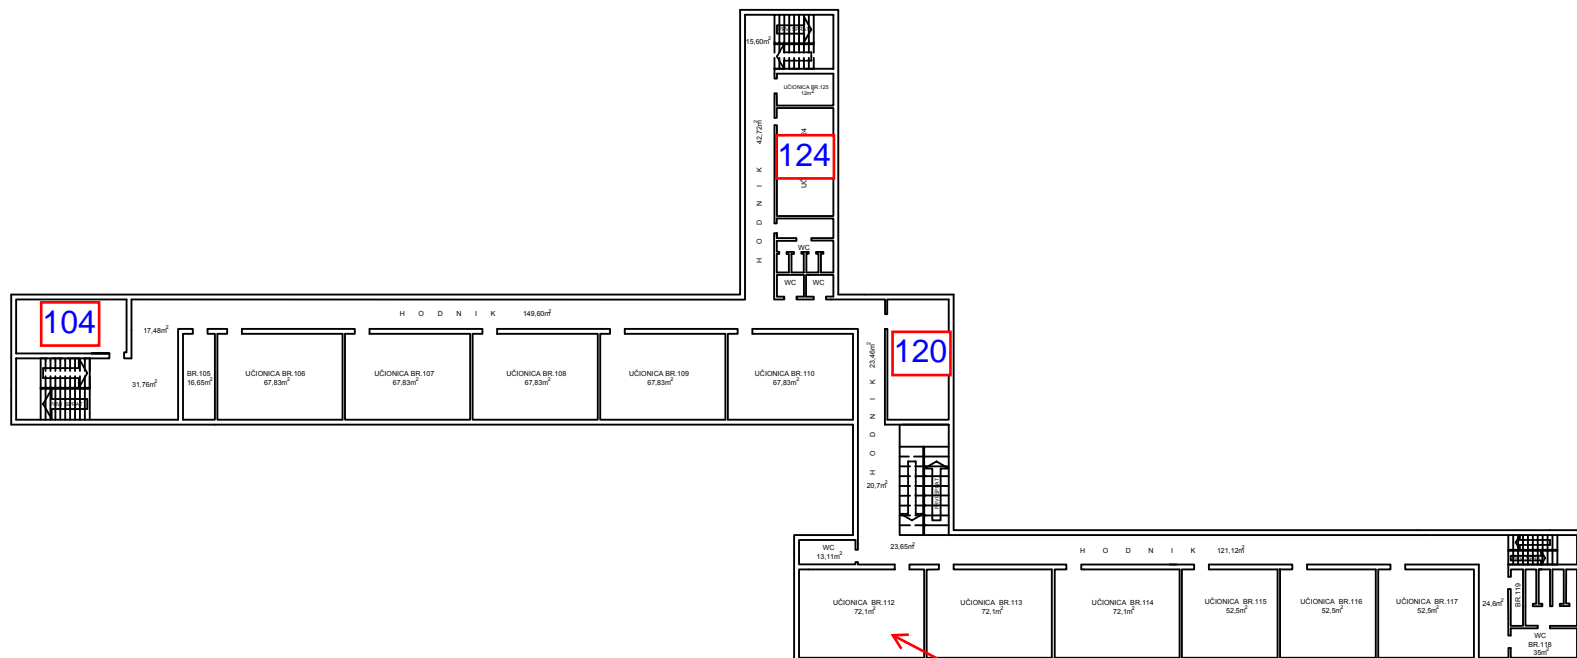 15,60m²
UČIONICA BR.125
12m²
42,72m²
124
H O D N I K
WC
WC
WC
104
17,48m²
H O D N I K 149,60m²
31,76m²
BR.105
16,65m²
UČIONICA BR.106
67,83m²
UČIONICA BR.107
67,83m²
UČIONICA BR.108
67,83m²
UČIONICA BR.109
67,83m²
UČIONICA BR.110
67,83m²
H O D N I K 23,46m²
120
20,7m²
23,65m²
WC
13,11m²
H O D N I K 121,12m²
UČIONICA BR.112
72,1m²
UČIONICA BR.113
72,1m²
UČIONICA BR.114
72,1m²
UČIONICA BR.115
52,5m²
UČIONICA BR.116
52,5m²
UČIONICA BR.117
52,5m²
24,6m²
BR.119
WC
BR.118
35m²